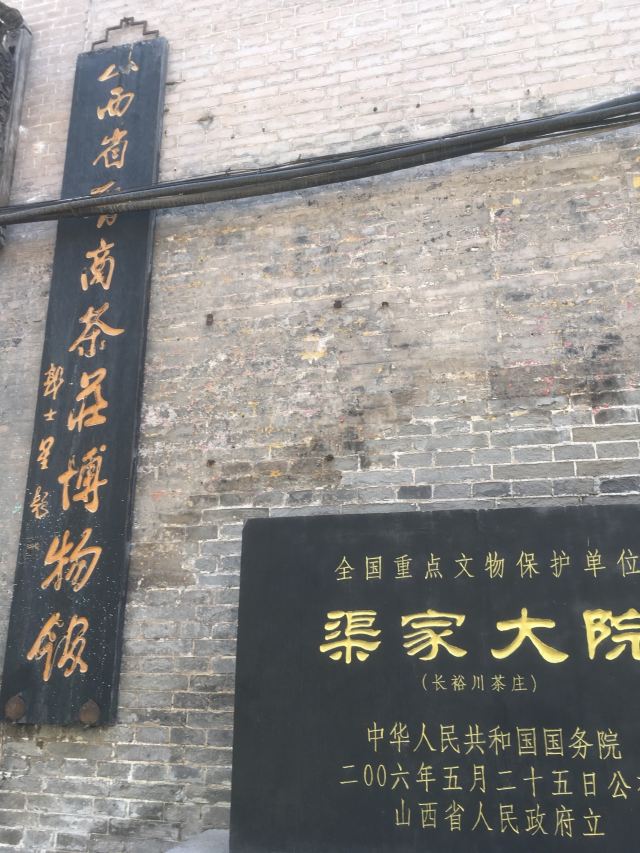 山西省晋商茶莊博物馆
郭士星题
全国重点文物保护单位
渠家大院
（长裕川茶庄）
中华人民共和国国务院
二〇〇六年五月二十五日公
山西省人民政府立